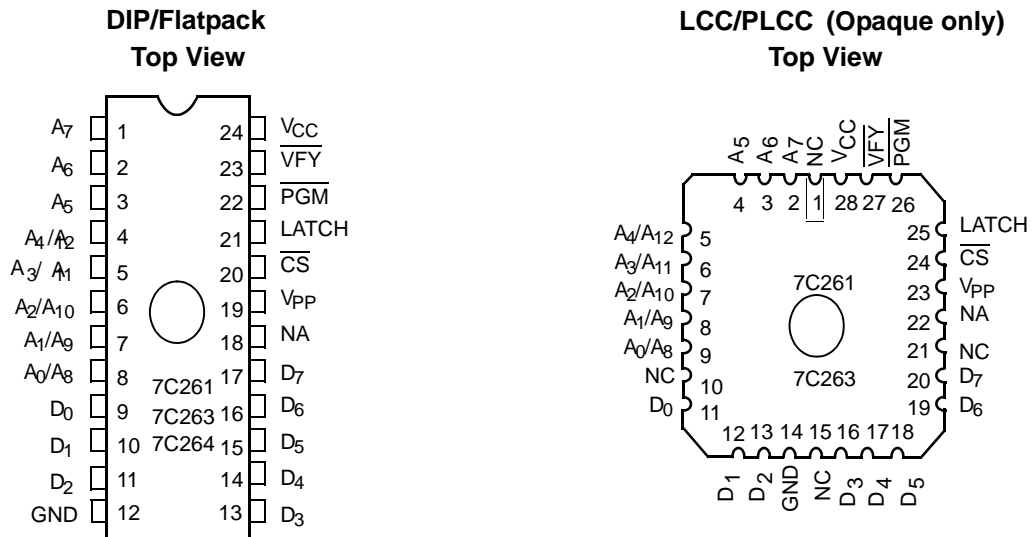 DIP/Flatpack
Top View
A7 1 24 VCC
A6 2 23 VFY
A5 3 22 PGM
A4/A12 4 21 LATCH
A3/A11 5 20 CS
A2/A10 6 19 VPP
A1/A9 7 18 NA
A0/A8 8 17 D7
7C261
D0 9 7C263 16 D6
D1 10 7C264 15 D5
D2 11 14 D4
GND 12 13 D3
LCC/PLCC (Opaque only)
Top View
A5 A6 A7 NC VCC VFY PGM
4 3 2 1 28 27 26
A4/A12 5 25 LATCH
A3/A11 6 24 CS
A2/A10 7 7C261 23 VPP
A1/A9 8 22 NA
A0/A8 9 21 NC
NC 10 7C263 20 D7
D0 11 19 D6
12 13 14 15 16 17 18
D1 D2 GND NC D3 D4 D5